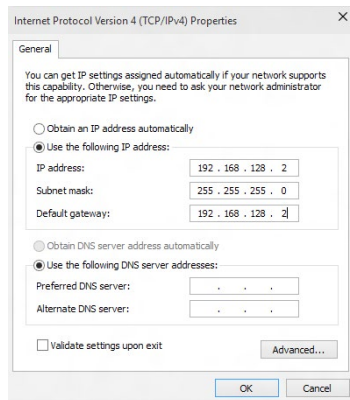 Internet Protocol Version 4 (TCP/IPv4) Properties
General
You can get IP settings assigned automatically if your network supports
this capability. Otherwise, you need to ask your network administrator
for the appropriate IP settings.
Obtain an IP address automatically
Use the following IP address:
IP address: 192 . 168 . 128 . 2
Subnet mask: 255 . 255 . 255 . 0
Default gateway: 192 . 168 . 128 . 2
Obtain DNS server address automatically
Use the following DNS server addresses:
Preferred DNS server: . . .
Alternate DNS server: . . .
Validate settings upon exit
Advanced...
OK Cancel